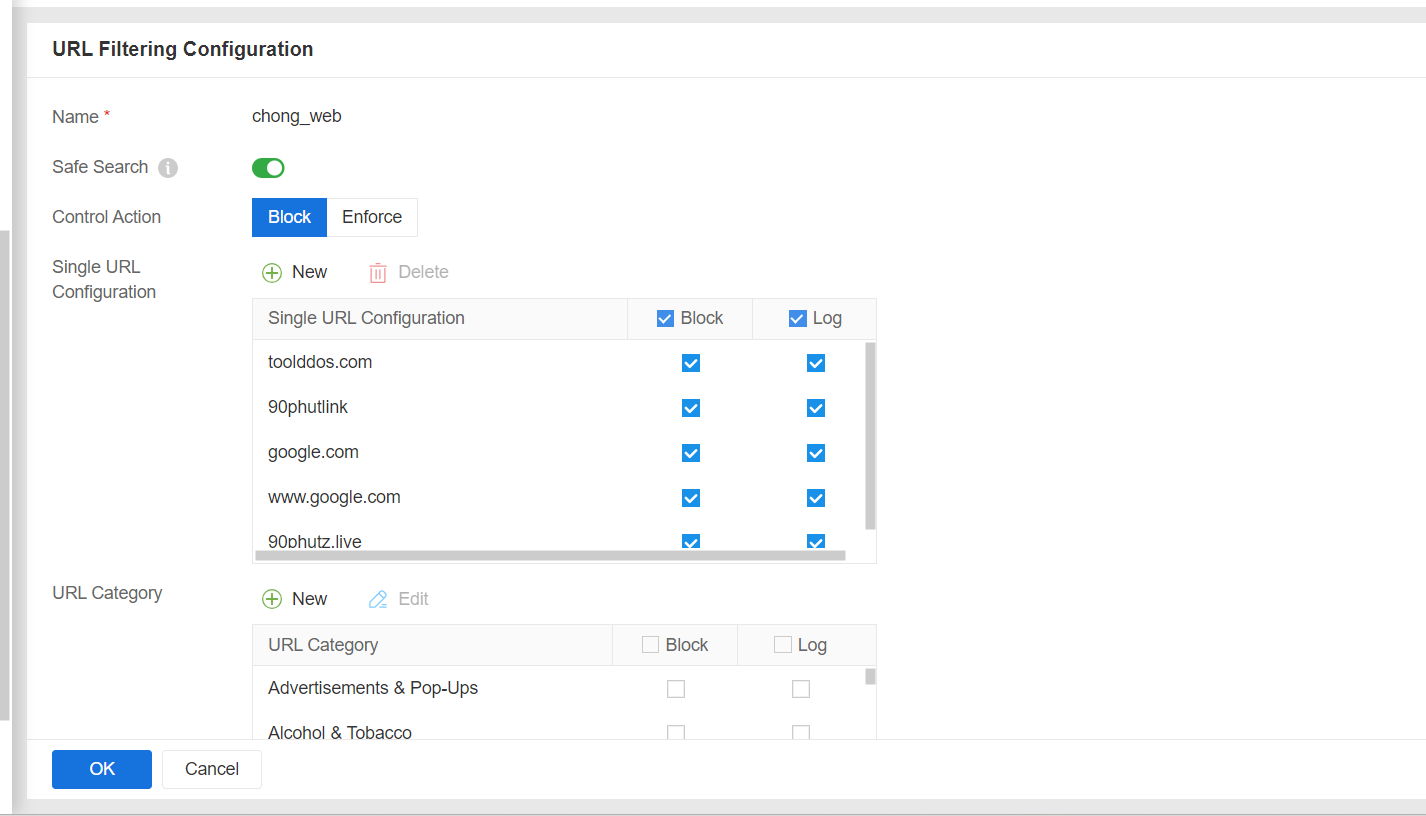 URL Filtering Configuration
Name *
chong_web
Safe Search i
Control Action
Block Enforce
Single URL
Configuration
New Delete
Single URL Configuration Block Log
toolddos.com
90phutlink
google.com
www.google.com
90phutz.live
URL Category
New Edit
URL Category Block Log
Advertisements & Pop-Ups
Alcohol & Tobacco
OK Cancel